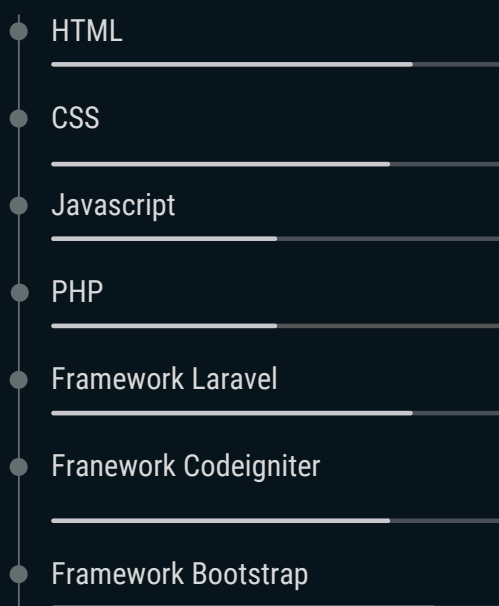 HTML
CSS
Javascript
PHP
Framework Laravel
Franework Codeigniter
Framework Bootstrap